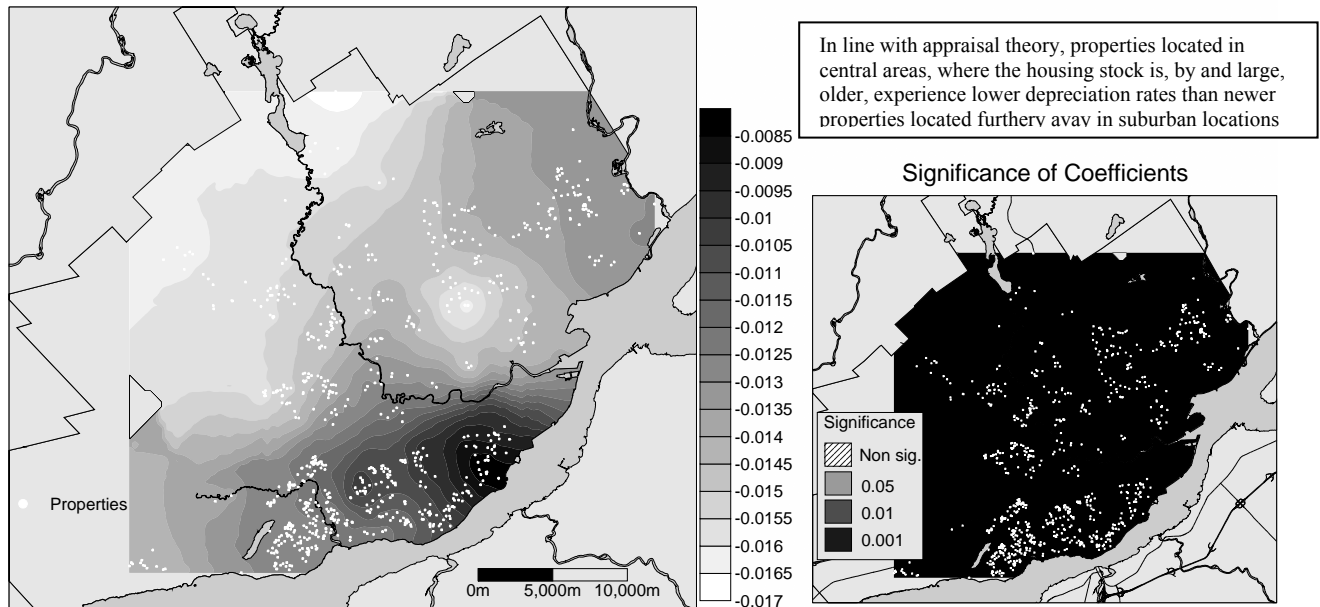 In line with appraisal theory, properties located in
central areas, where the housing stock is, by and large,
older, experience lower depreciation rates than newer
properties located furthery avay in suburban locations
-0.0085
-0.009
-0.0095
-0.01
-0.0105
-0.011
-0.0115
-0.012
-0.0125
-0.013
-0.0135
-0.014
-0.0145
-0.015
-0.0155
-0.016
-0.0165
-0.017
Properties
0m
5,000m
10,000m
Significance of Coefficients
Significance
Non sig.
0.05
0.01
0.001